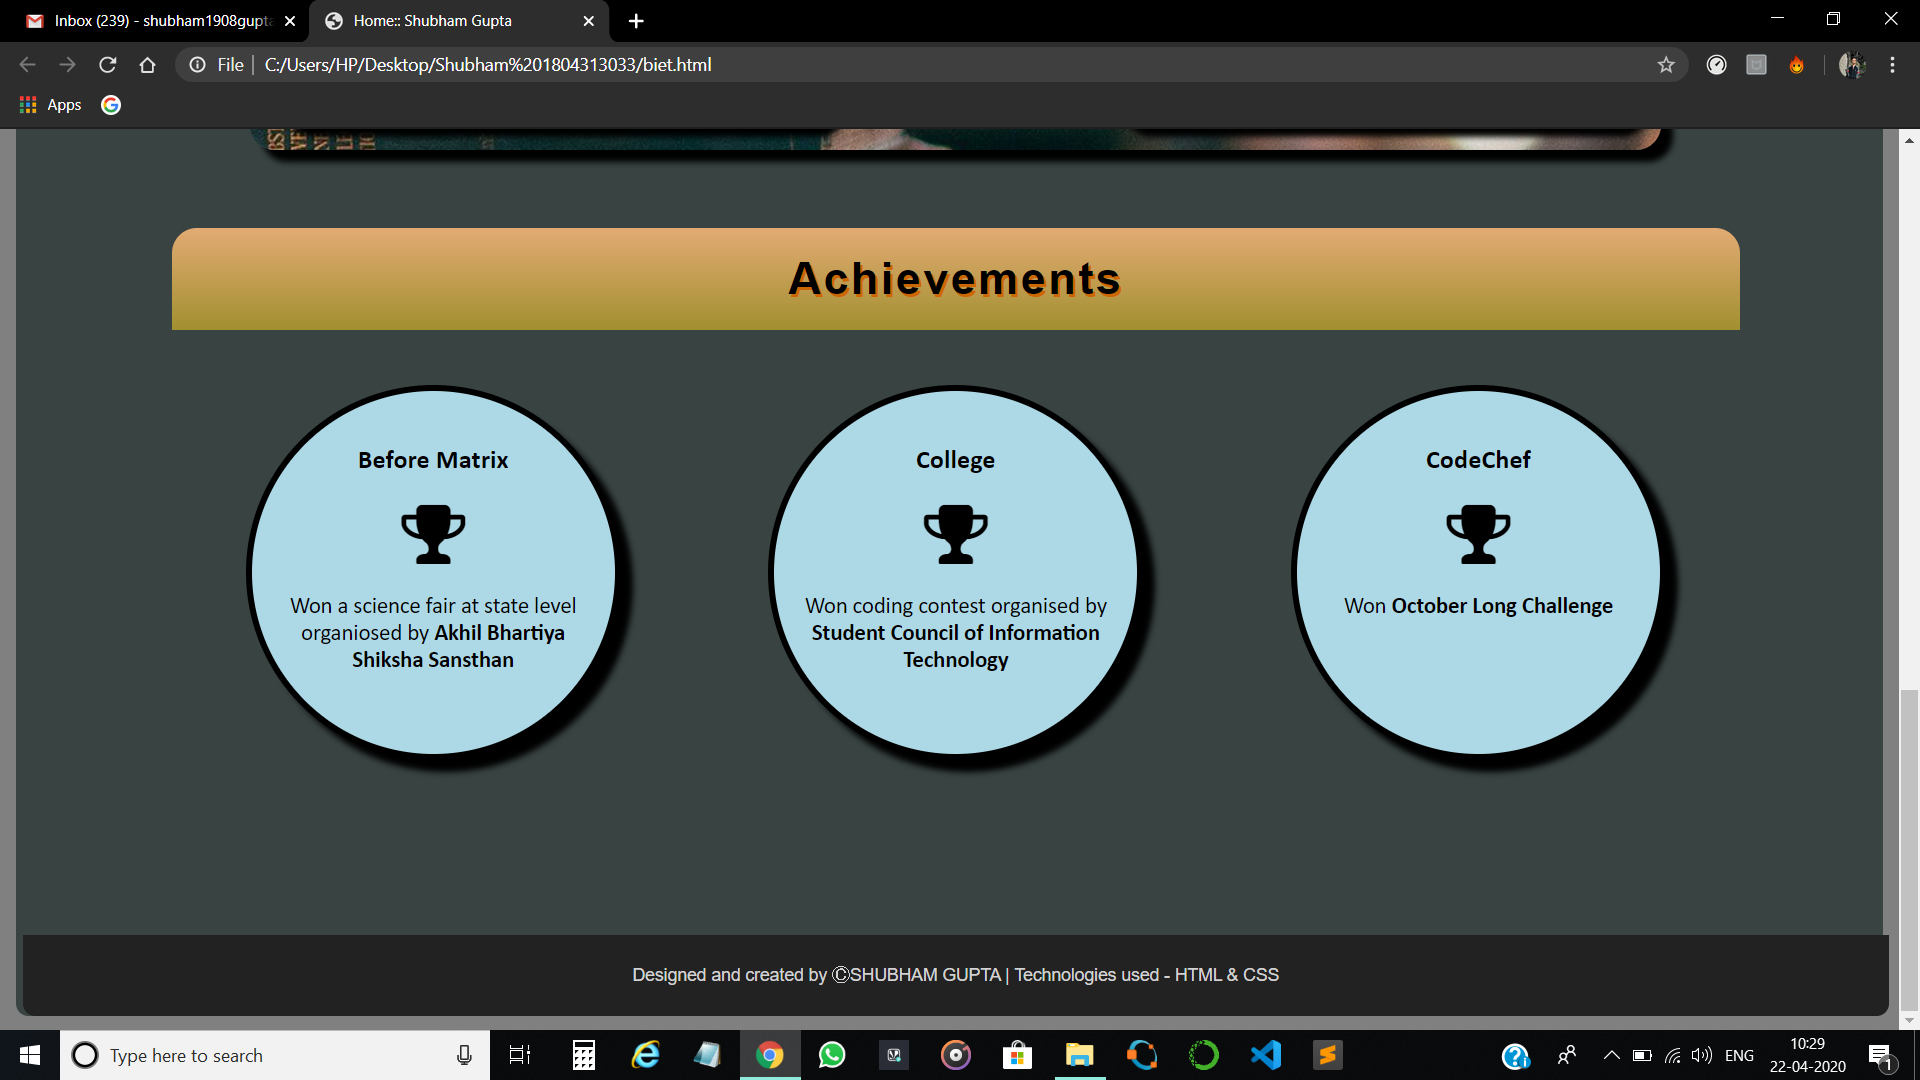 Inbox (239) - shubham1908gupta
Home:: Shubham Gupta
File | C:/Users/HP/Desktop/Shubham%201804313033/biet.html
Apps
Achievements
Before Matrix
Won a science fair at state level
organiosed by Akhil Bhartiya
Shiksha Sansthan
College
Won coding contest organised by
Student Council of Information
Technology
CodeChef
Won October Long Challenge
Designed and created by ©SHUBHAM GUPTA | Technologies used - HTML & CSS
Type here to search
ENG
10:29
22-04-2020
1